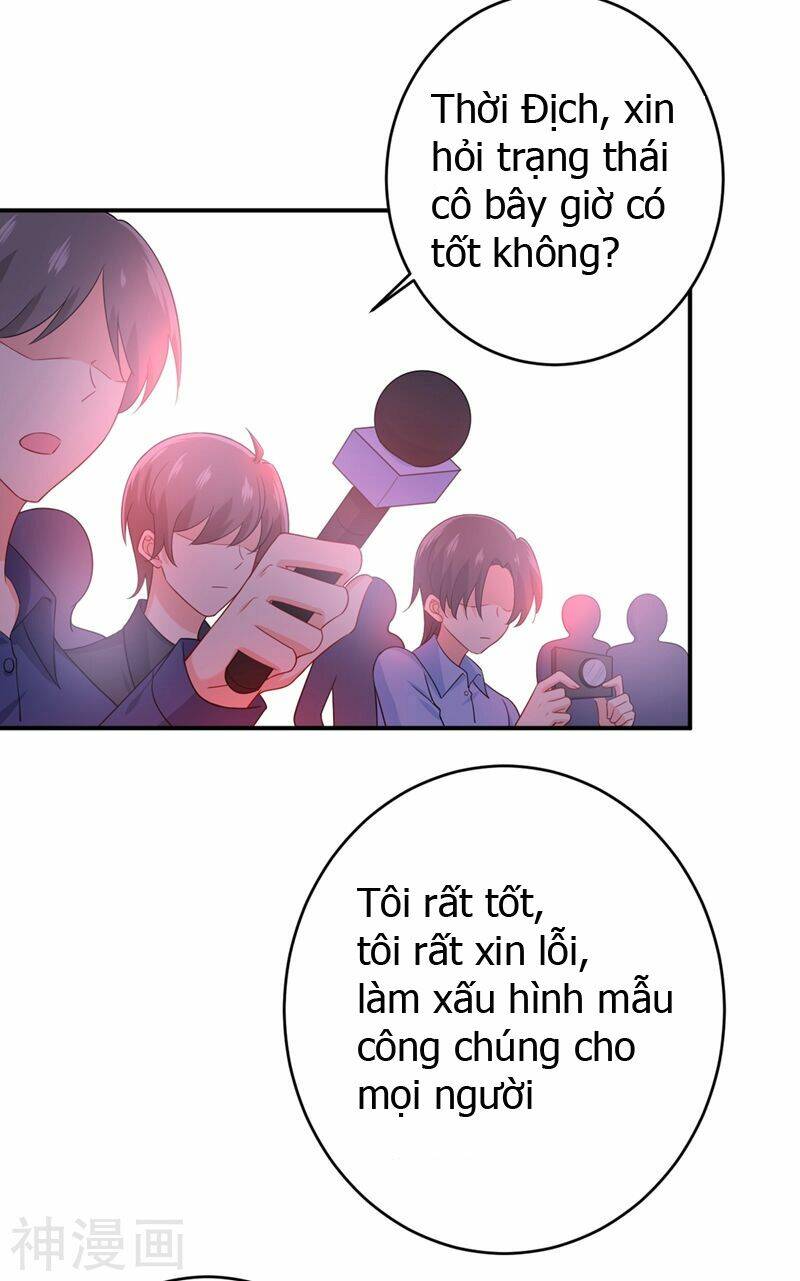 Thời Địch, xin
hỏi trạng thái
cô bây giờ có
tốt không?
Tôi rất tốt,
tôi rất xin lỗi,
làm xấu hình mẫu
công chúng cho
mọi người
神漫画